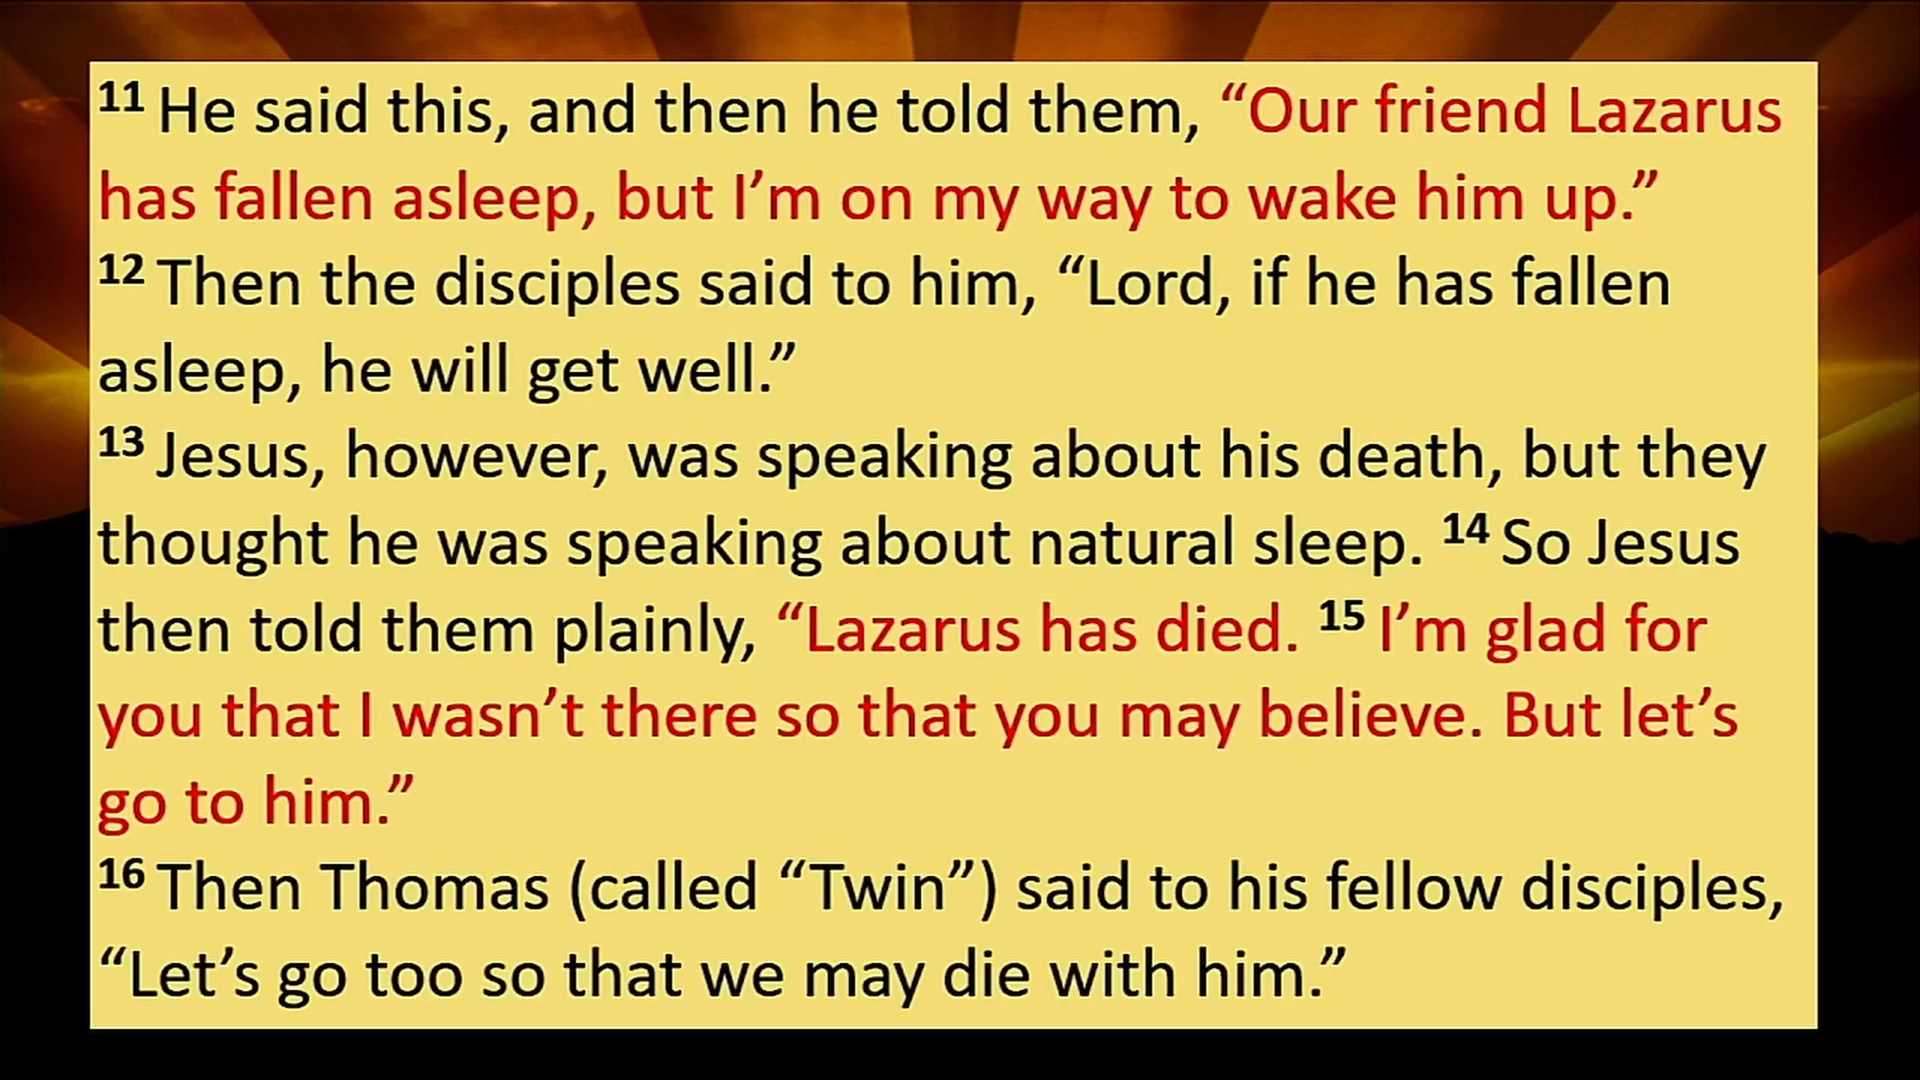 11 He said this, and then he told them, “Our friend Lazarus
has fallen asleep, but I’m on my way to wake him up.”
12 Then the disciples said to him, “Lord, if he has fallen
asleep, he will get well.”
13 Jesus, however, was speaking about his death, but they
thought he was speaking about natural sleep. 14 So Jesus
then told them plainly, “Lazarus has died. 15 I’m glad for
you that I wasn’t there so that you may believe. But let’s
go to him.”
16 Then Thomas (called “Twin”) said to his fellow disciples,
“Let’s go too so that we may die with him.”